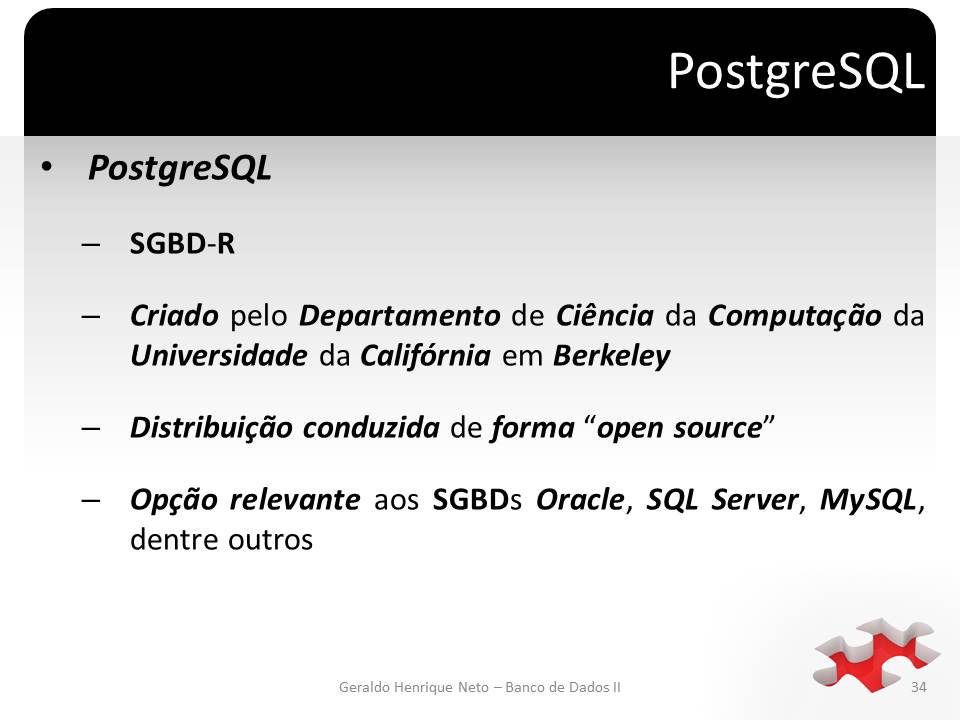 PostgreSQL
• PostgreSQL
– SGBD-R
– Criado pelo Departamento de Ciência da Computação da
Universidade da Califórnia em Berkeley
– Distribuição conduzida de forma “open source”
– Opção relevante aos SGBDs Oracle, SQL Server, MySQL,
dentre outros
Geraldo Henrique Neto – Banco de Dados II
34